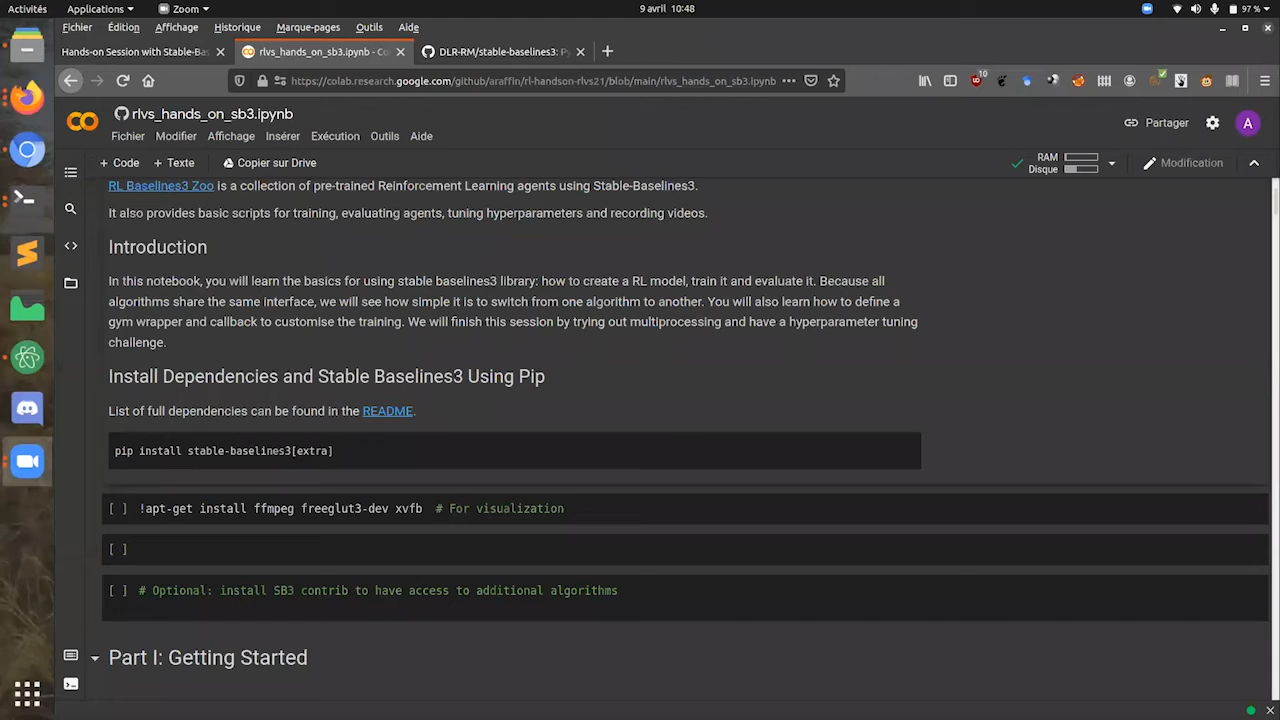 Activités
Applications
Zoom
9 avril 10:48
97 %
Fichier Édition Affichage Historique Marque-pages Outils Aide
Hands-on Session with Stable-Bas
rlvs_hands_on_sb3.ipynb - Co
DLR-RM/stable-baselines3: Py
https://colab.research.google.com/github/araffin/rl-handson-rlvs21/blob/main/rlvs_hands_on_sb3.ipynb
10
rlvs_hands_on_sb3.ipynb
Partager
A
Fichier Modifier Affichage Insérer Exécution Outils Aide
+ Code + Texte Copier sur Drive
RAM
Disque
Modification
RL Baselines3 Zoo is a collection of pre-trained Reinforcement Learning agents using Stable-Baselines3.
It also provides basic scripts for training, evaluating agents, tuning hyperparameters and recording videos.
Introduction
In this notebook, you will learn the basics for using stable baselines3 library: how to create a RL model, train it and evaluate it. Because all
algorithms share the same interface, we will see how simple it is to switch from one algorithm to another. You will also learn how to define a
gym wrapper and callback to customise the training. We will finish this session by trying out multiprocessing and have a hyperparameter tuning
challenge.
Install Dependencies and Stable Baselines3 Using Pip
List of full dependencies can be found in the README.
pip install stable-baselines3[extra]
[ ] !apt-get install ffmpeg freeglut3-dev xvfb # For visualization
[ ]
[ ] # Optional: install SB3 contrib to have access to additional algorithms
Part I: Getting Started